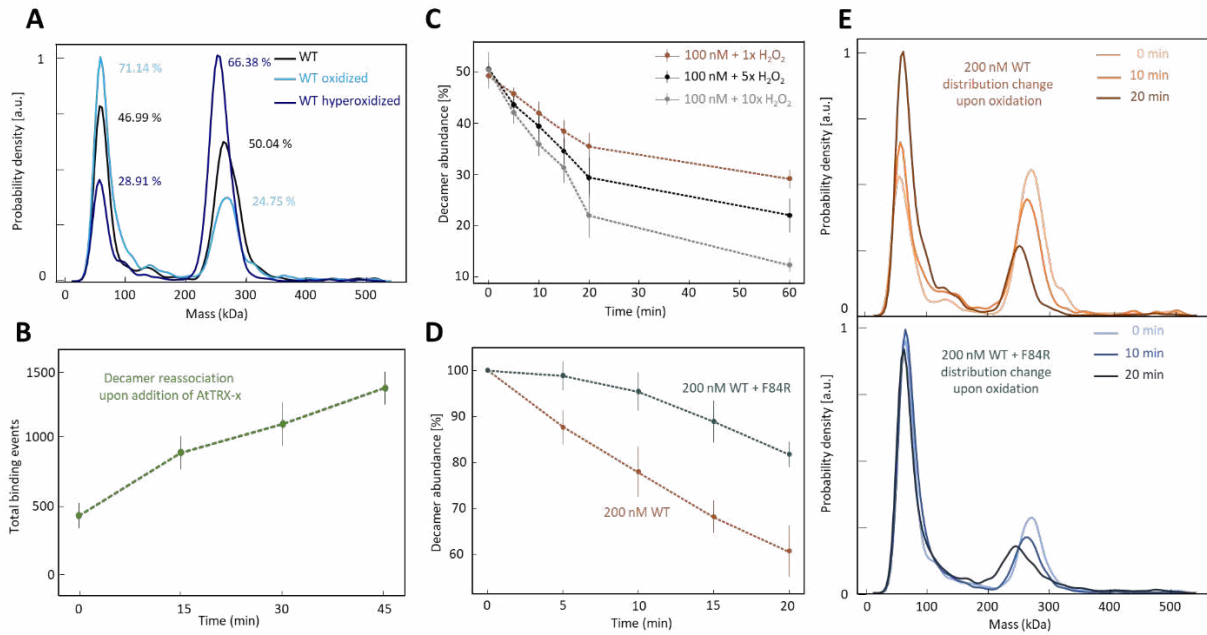 A
Probability density [a.u.]
1
0
71.14 %
46.99 %
28.91 %
66.38 %
50.04 %
24.75 %
WT
WT oxidized
WT hyperoxidized
0 100 200 300 400 500
Mass (kDa)
B
Total binding events
1500
1000
500
0
Decamer reassociation
upon addition of AtTRX-x
0 15 30 45
Time (min)
C
Decamer abundance [%]
50
40
30
20
10
100 nM + 1x H₂O₂
100 nM + 5x H₂O₂
100 nM + 10x H₂O₂
0 10 20 30 40 50 60
Time (min)
D
Decamer abundance [%]
100
90
80
70
60
200 nM WT + F84R
200 nM WT
0 5 10 15 20
Time (min)
E
Probability density [a.u.]
1
0
200 nM WT
distribution change
upon oxidation
0 min
10 min
20 min
Probability density [a.u.]
1
0
200 nM WT + F84R
distribution change
upon oxidation
0 min
10 min
20 min
0 100 200 300 400 500
Mass (kDa)